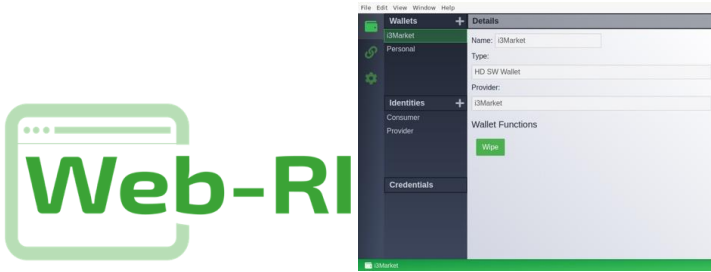 Web-RI
File Edit View Window Help
Wallets +
i3Market
Personal
Identities +
Consumer
Provider
Credentials
Details
Name: i3Market
Type:
HD SW Wallet
Provider:
i3Market
Wallet Functions
Wipe
i3Market